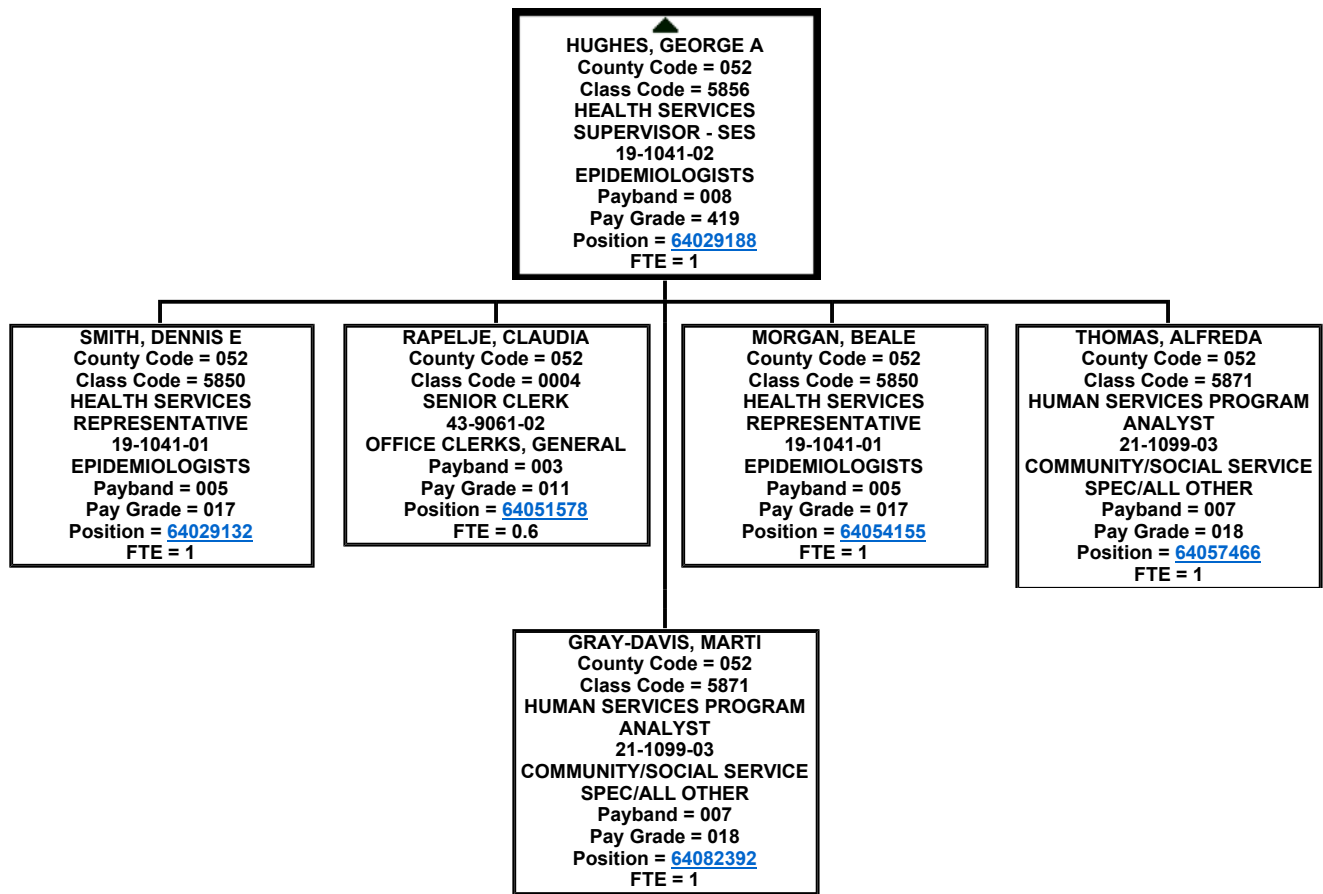 HUGHES, GEORGE A
County Code = 052
Class Code = 5856
HEALTH SERVICES
SUPERVISOR - SES
19-1041-02
EPIDEMIOLOGISTS
Payband = 008
Pay Grade = 419
Position = 64029188
FTE = 1
SMITH, DENNIS E
County Code = 052
Class Code = 5850
HEALTH SERVICES
REPRESENTATIVE
19-1041-01
EPIDEMIOLOGISTS
Payband = 005
Pay Grade = 017
Position = 64029132
FTE = 1
RAPELJE, CLAUDIA
County Code = 052
Class Code = 0004
SENIOR CLERK
43-9061-02
OFFICE CLERKS, GENERAL
Payband = 003
Pay Grade = 011
Position = 64051578
FTE = 0.6
MORGAN, BEALE
County Code = 052
Class Code = 5850
HEALTH SERVICES
REPRESENTATIVE
19-1041-01
EPIDEMIOLOGISTS
Payband = 005
Pay Grade = 017
Position = 64054155
FTE = 1
THOMAS, ALFREDA
County Code = 052
Class Code = 5871
HUMAN SERVICES PROGRAM
ANALYST
21-1099-03
COMMUNITY/SOCIAL SERVICE
SPEC/ALL OTHER
Payband = 007
Pay Grade = 018
Position = 64057466
FTE = 1
GRAY-DAVIS, MARTI
County Code = 052
Class Code = 5871
HUMAN SERVICES PROGRAM
ANALYST
21-1099-03
COMMUNITY/SOCIAL SERVICE
SPEC/ALL OTHER
Payband = 007
Pay Grade = 018
Position = 64082392
FTE = 1